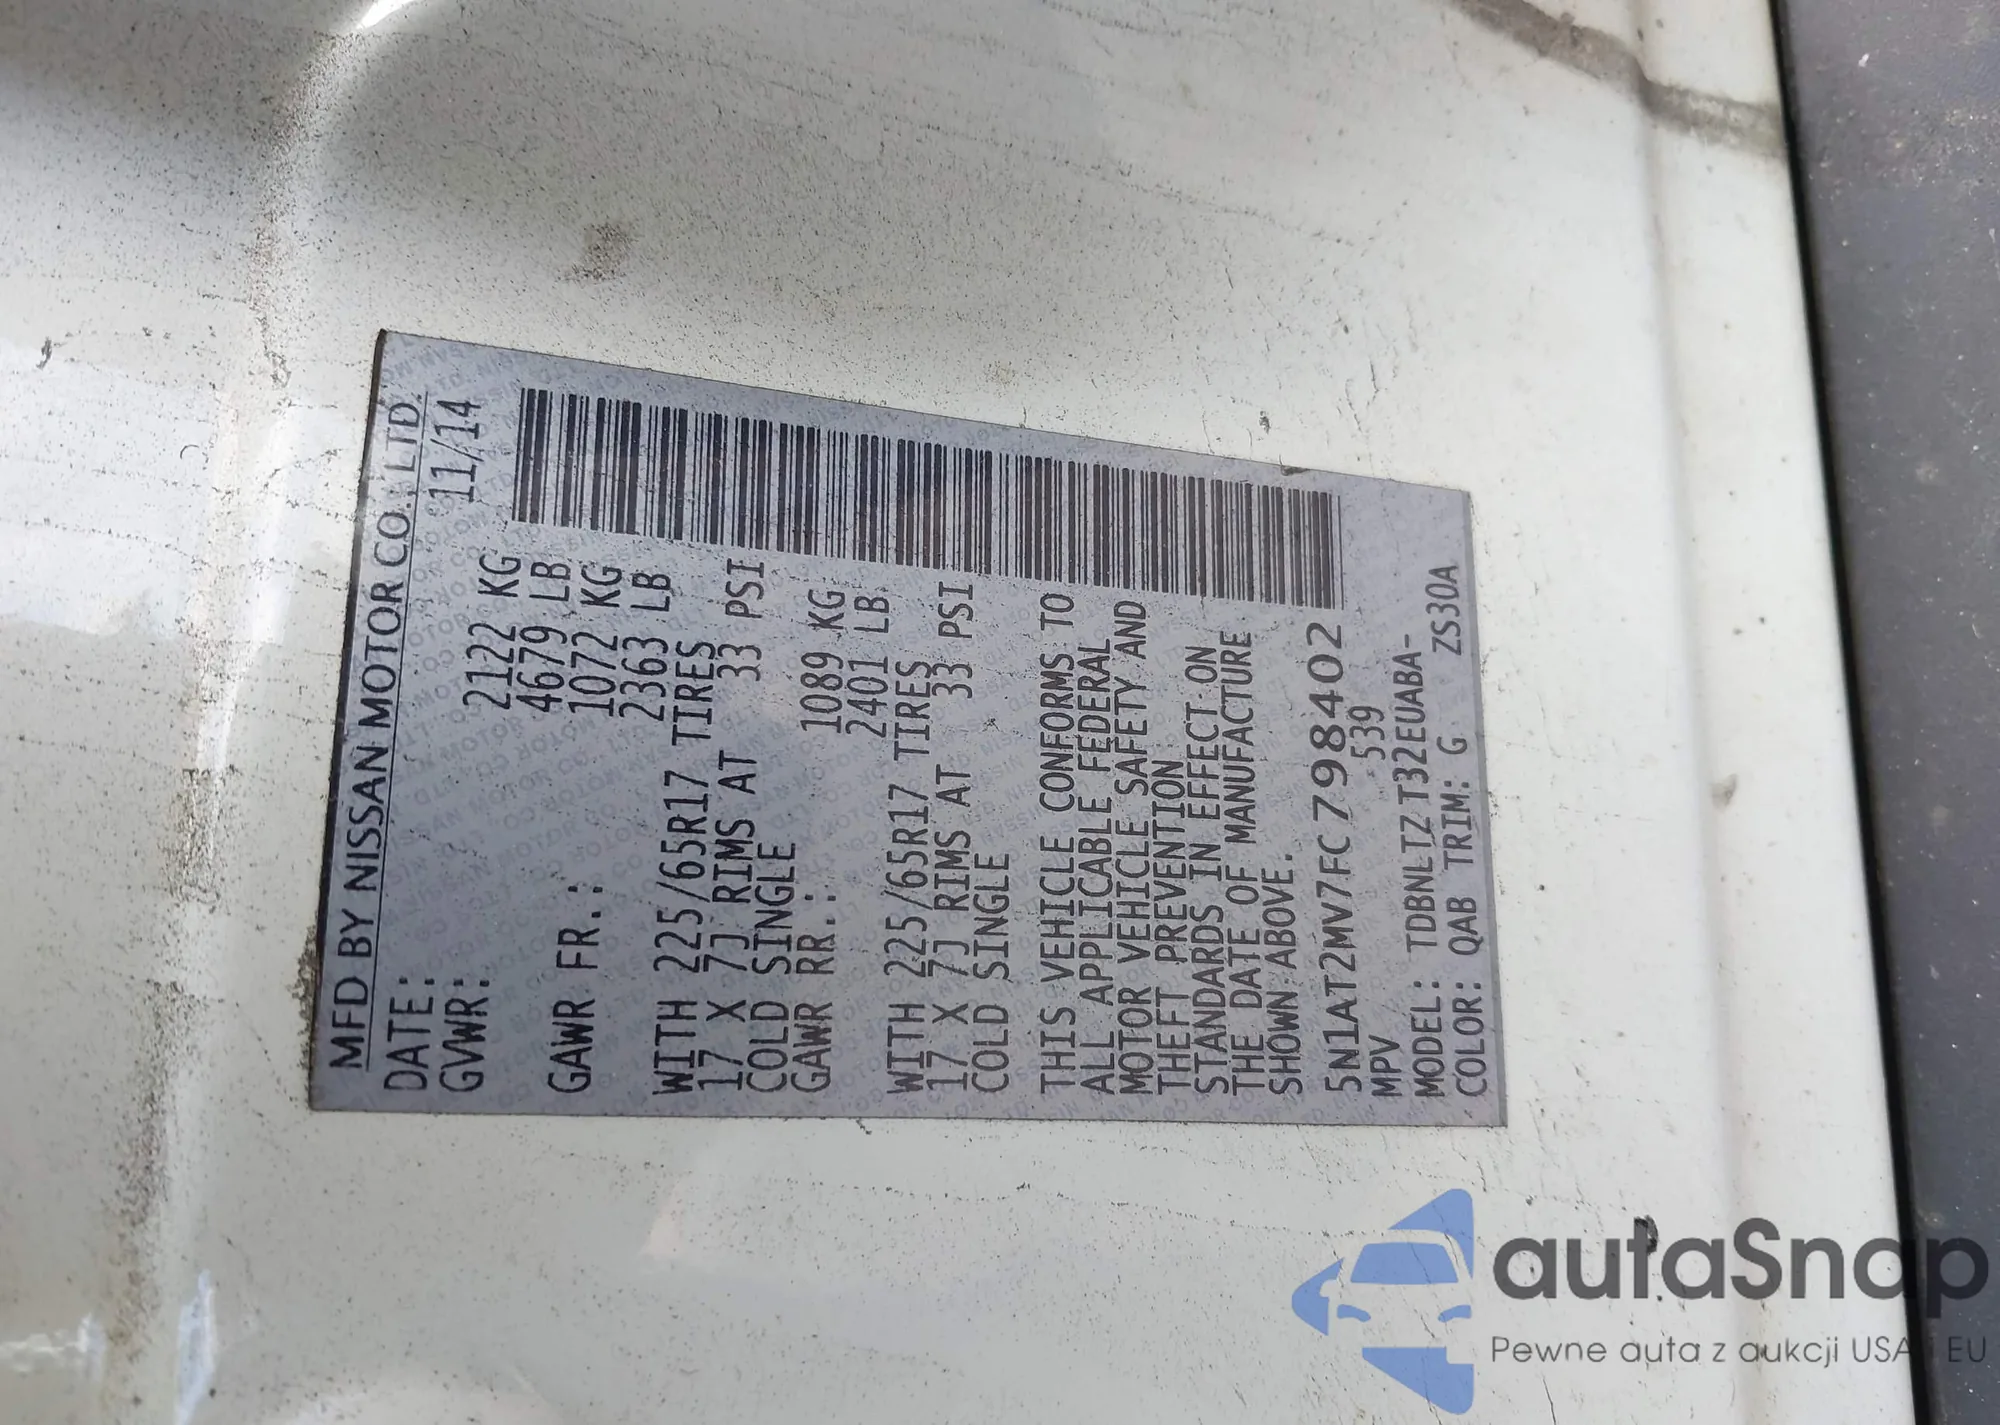 MFD BY NISSAN MOTOR CO., LTD.
DATE: 11/14
GVWR: 2122 KG
4679 LB
GAWR FR.: 1072 KG
2363 LB
WITH 225/65R17 TIRES
17 X 7J RIMS AT 33 PSI
COLD SINGLE
GAWR RR.: 1089 KG
2401 LB
WITH 225/65R17 TIRES
17 X 7J RIMS AT 33 PSI
COLD SINGLE
THIS VEHICLE CONFORMS TO
ALL APPLICABLE FEDERAL
MOTOR VEHICLE SAFETY AND
THEFT PREVENTION
STANDARDS IN EFFECT ON
THE DATE OF MANUFACTURE
SHOWN ABOVE.
5N1AT2MV7FC798402
MPV 539
MODEL: TDBNLTZT32EUABA-
COLOR: QAB TRIM: G ZS30A
autaSnap
Pewne auta z aukcji USA i EU